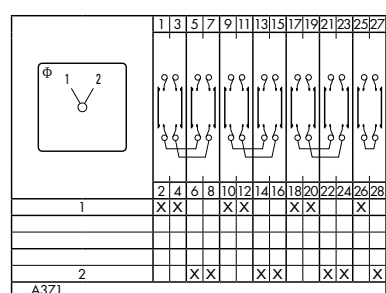 1 3 5 7 9 11 13 15 17 19 21 23 25 27
Φ 1 2
2 4 6 8 10 12 14 16 18 20 22 24 26 28
1 X X X X X X X
2 X X X X X X X
A371